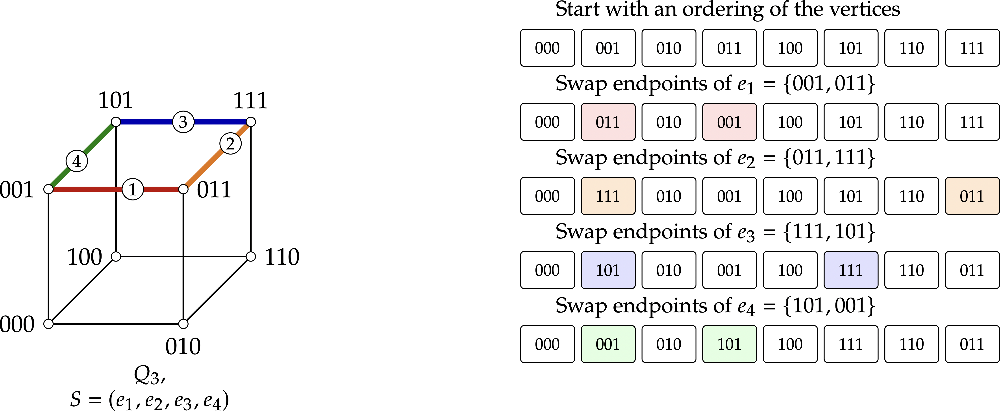 101 111
3
2
4
001 1 011
100 110
000
010
Q3,
S = (e1, e2, e3, e4)
Start with an ordering of the vertices
000 001 010 011 100 101 110 111
Swap endpoints of e1 = {001, 011}
000 011 010 001 100 101 110 111
Swap endpoints of e2 = {011, 111}
000 111 010 001 100 101 110 011
Swap endpoints of e3 = {111, 101}
000 101 010 001 100 111 110 011
Swap endpoints of e4 = {101, 001}
000 001 010 101 100 111 110 011